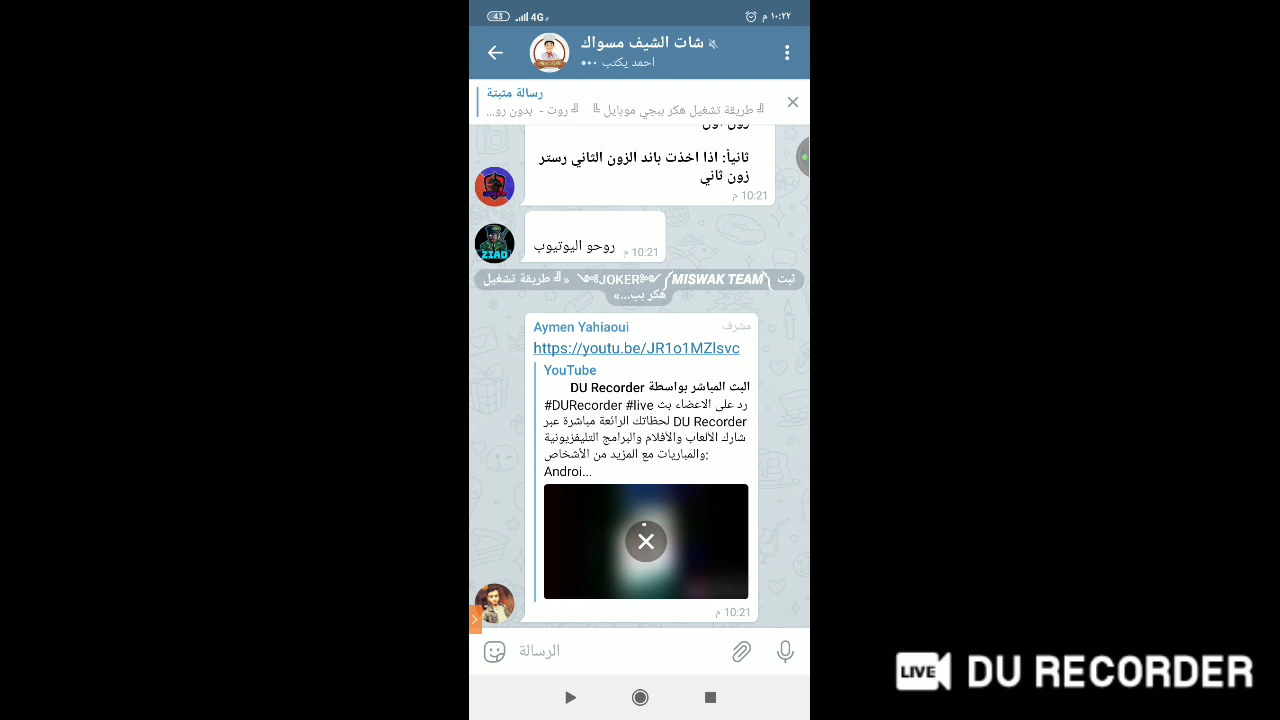 43 4G ١٠:٢٢ م
شات الشيف مسواك
احمد يكتب
رسالة مثبتة
╝ طريقة تشغيل هكر ببجي موبايل ╚ ╝ روت - بدون رو...
زون اون
ثانياً: اذا اخذت باند الزون الثاني رستر
زون ثاني
10:21 م
JOKER
روحو اليوتيوب
10:21 م
ZIAD
ثبت MISWAK TEAM JOKER «╝ طريقة تشغيل
هكر بب...»
Aymen Yahiaoui مشرف
https://youtu.be/JR1o1MZlsvc
YouTube
البث المباشر بواسطة DU Recorder
رد على الاعضاء بث #DURecorder #live
لحظاتك الرائعة مباشرة عبر DU Recorder
شارك الألعاب والأفلام والبرامج التليفزيونية
والمباريات مع المزيد من الأشخاص:
Androi...
10:21 م
الرسالة
LIVE DU RECORDER